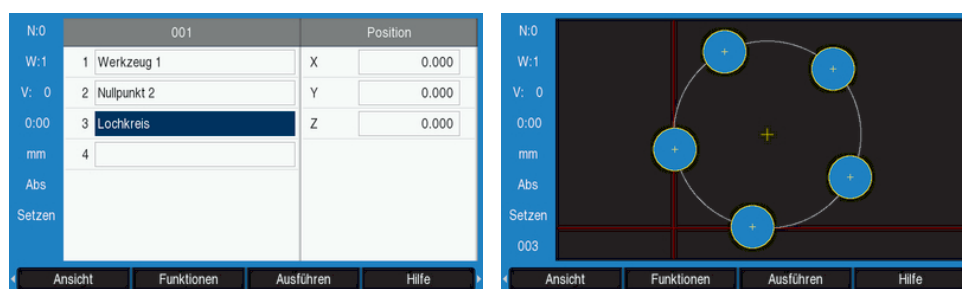 N:0
W:1
V: 0
0:00
mm
Abs
Setzen
001
Position
1 Werkzeug 1
X 0.000
2 Nullpunkt 2
Y 0.000
3 Lochkreis
Z 0.000
4
Ansicht Funktionen Ausführen Hilfe
N:0
W:1
V: 0
0:00
mm
Abs
Setzen
003
Ansicht Funktionen Ausführen Hilfe